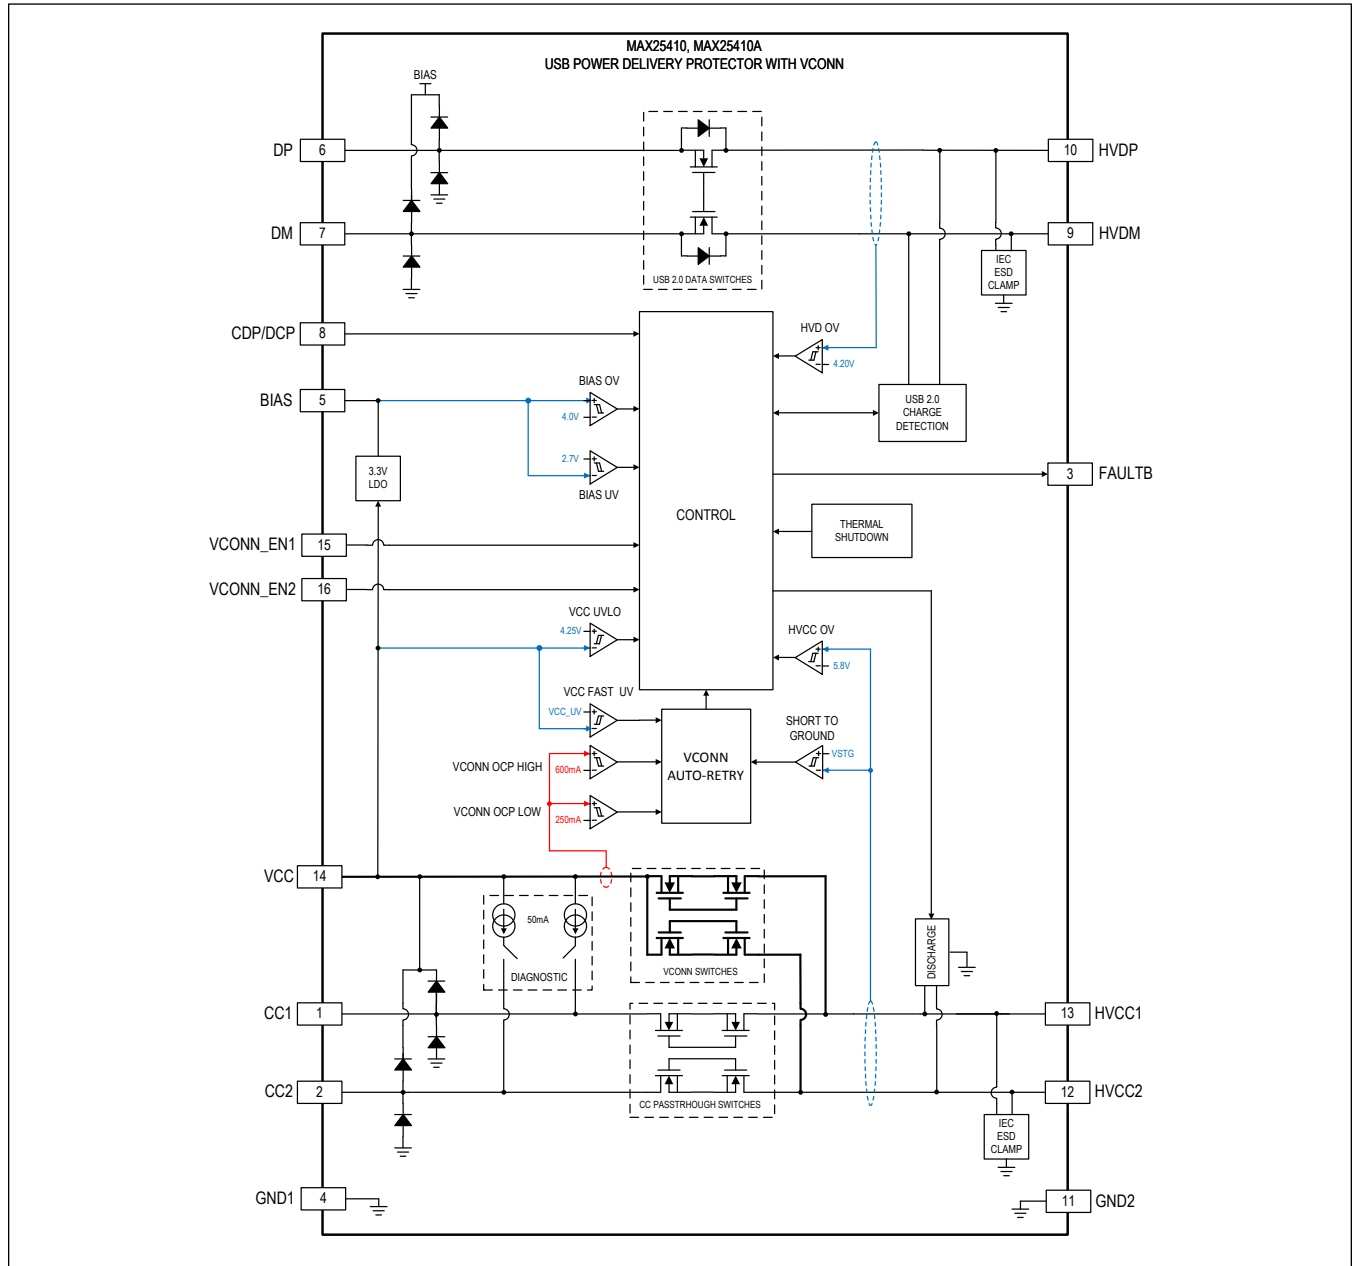 MAX25410, MAX25410A
USB POWER DELIVERY PROTECTOR WITH VCONN
BIAS
DP
6
10
HVDP
DM
7
9
HVDM
USB 2.0 DATA SWITCHES
IEC
ESD
CLAMP
CDP/DCP
8
HVD OV
+
−
4.20V
BIAS
5
BIAS OV
+
4.0V
−
USB 2.0
CHARGE
DETECTION
3.3V
LDO
2.7V
+
−
BIAS UV
3
FAULTB
CONTROL
THERMAL
SHUTDOWN
VCONN_EN1
15
VCONN_EN2
16
VCC UVLO
4.25V
+
−
HVCC OV
+
−
5.8V
VCC FAST UV
VCC_UV
+
−
SHORT TO
GROUND
+
VSTG
−
VCONN
AUTO-RETRY
VCONN OCP HIGH
+
600mA
−
VCONN OCP LOW
+
250mA
−
VCC
14
50mA
DIAGNOSTIC
VCONN SWITCHES
DISCHARGE
CC1
1
13
HVCC1
CC2
2
12
HVCC2
CC PASSTRHOUGH SWITCHES
IEC
ESD
CLAMP
GND1
4
11
GND2